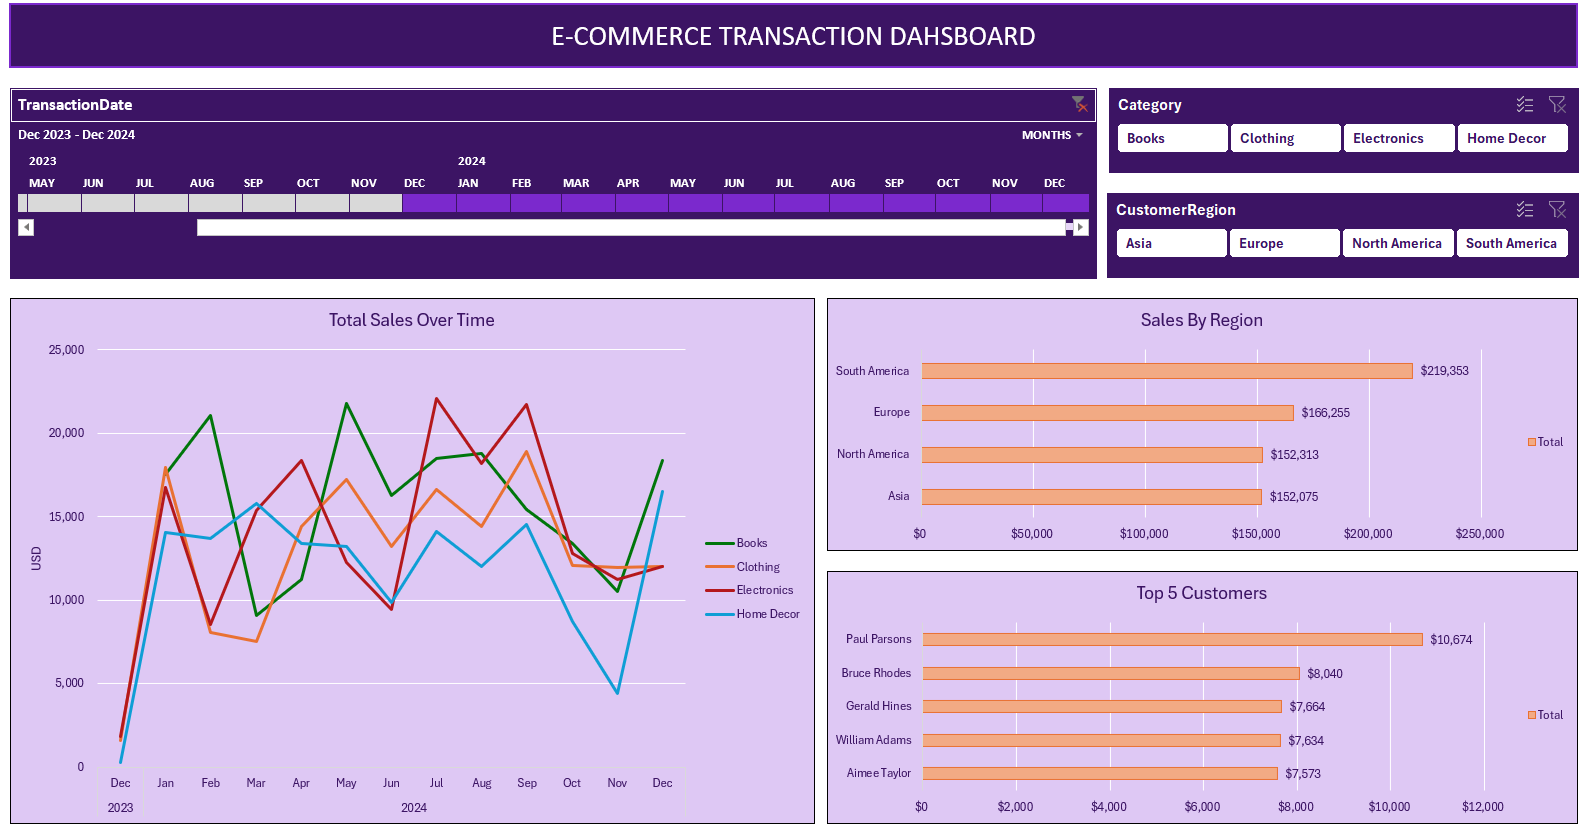 E-COMMERCE TRANSACTION DAHSBOARD
TransactionDate
Dec 2023 - Dec 2024
MONTHS
2023 2024
MAY JUN JUL AUG SEP OCT NOV DEC JAN FEB MAR APR MAY JUN JUL AUG SEP OCT NOV DEC
Category
Books Clothing Electronics Home Decor
CustomerRegion
Asia Europe North America South America
Total Sales Over Time
25,000
20,000
15,000
10,000
5,000
0
USD
Dec Jan Feb Mar Apr May Jun Jul Aug Sep Oct Nov Dec
2023 2024
Books
Clothing
Electronics
Home Decor
Sales By Region
South America $219,353
Europe $166,255
North America $152,313
Asia $152,075
$0 $50,000 $100,000 $150,000 $200,000 $250,000
Total
Top 5 Customers
Paul Parsons $10,674
Bruce Rhodes $8,040
Gerald Hines $7,664
William Adams $7,634
Aimee Taylor $7,573
$0 $2,000 $4,000 $6,000 $8,000 $10,000 $12,000
Total